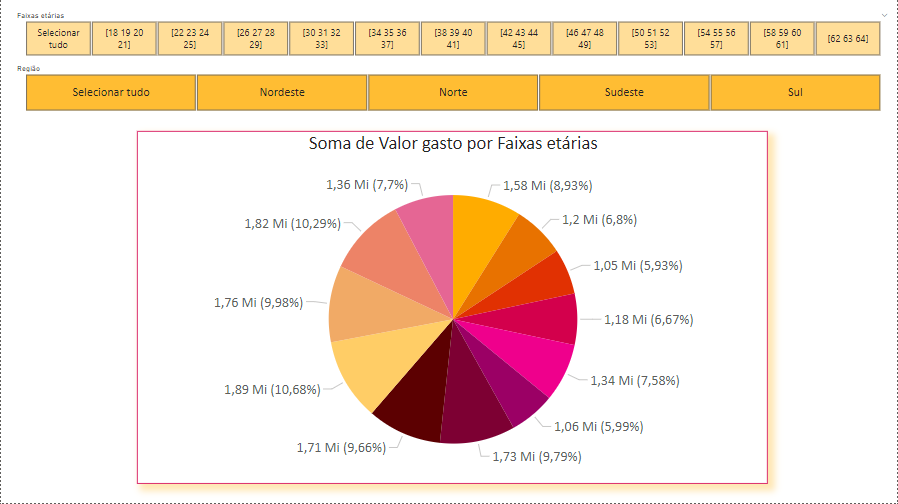 Faixas etárias
Selecionar
tudo
[18 19 20
21]
[22 23 24
25]
[26 27 28
29]
[30 31 32
33]
[34 35 36
37]
[38 39 40
41]
[42 43 44
45]
[46 47 48
49]
[50 51 52
53]
[54 55 56
57]
[58 59 60
61]
[62 63 64]
Região
Selecionar tudo
Nordeste
Norte
Sudeste
Sul
Soma de Valor gasto por Faixas etárias
1,36 Mi (7,7%)
1,58 Mi (8,93%)
1,82 Mi (10,29%)
1,2 Mi (6,8%)
1,05 Mi (5,93%)
1,76 Mi (9,98%)
1,18 Mi (6,67%)
1,34 Mi (7,58%)
1,89 Mi (10,68%)
1,06 Mi (5,99%)
1,71 Mi (9,66%)
1,73 Mi (9,79%)